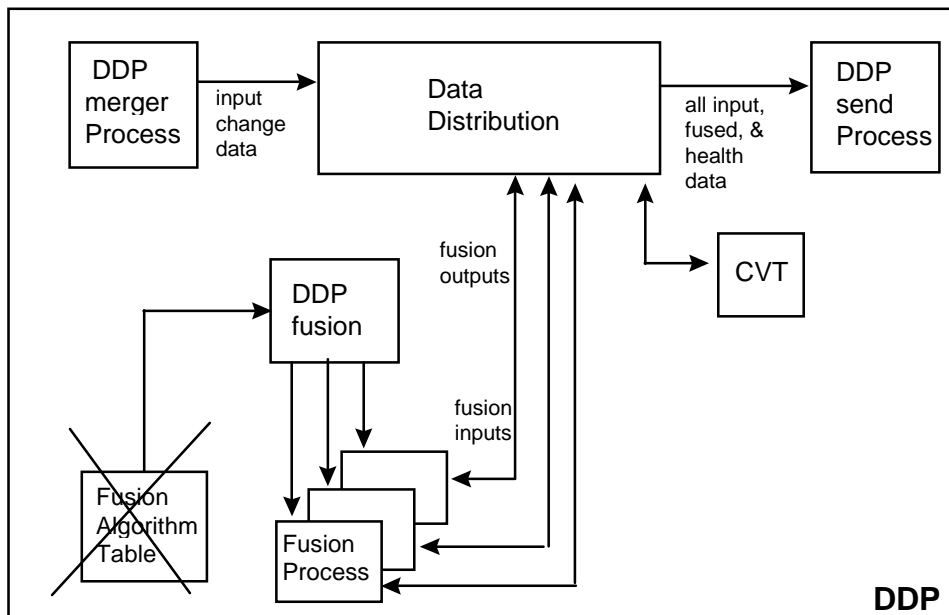 DDP
merger
Process
input
change
data
Data
Distribution
all input,
fused, &
health
data
DDP
send
Process
fusion
outputs
CVT
DDP
fusion
fusion
inputs
Fusion
Algorithm
Table
Fusion
Process
DDP